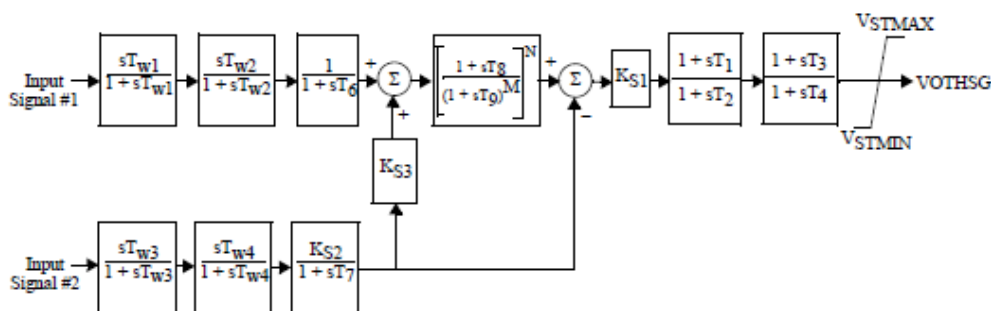 VSTMAX
sTw1
1 + sTw1
sTw2
1 + sTw2
1
1 + sT6
+
Σ
[1 + sT8
(1 + sT9)M]N
+
Σ
KS1
1 + sT1
1 + sT2
1 + sT3
1 + sT4
VOTHSG
Input
Signal #1
+
−
VSTMIN
KS3
Input
Signal #2
sTw3
1 + sTw3
sTw4
1 + sTw4
KS2
1 + sT7